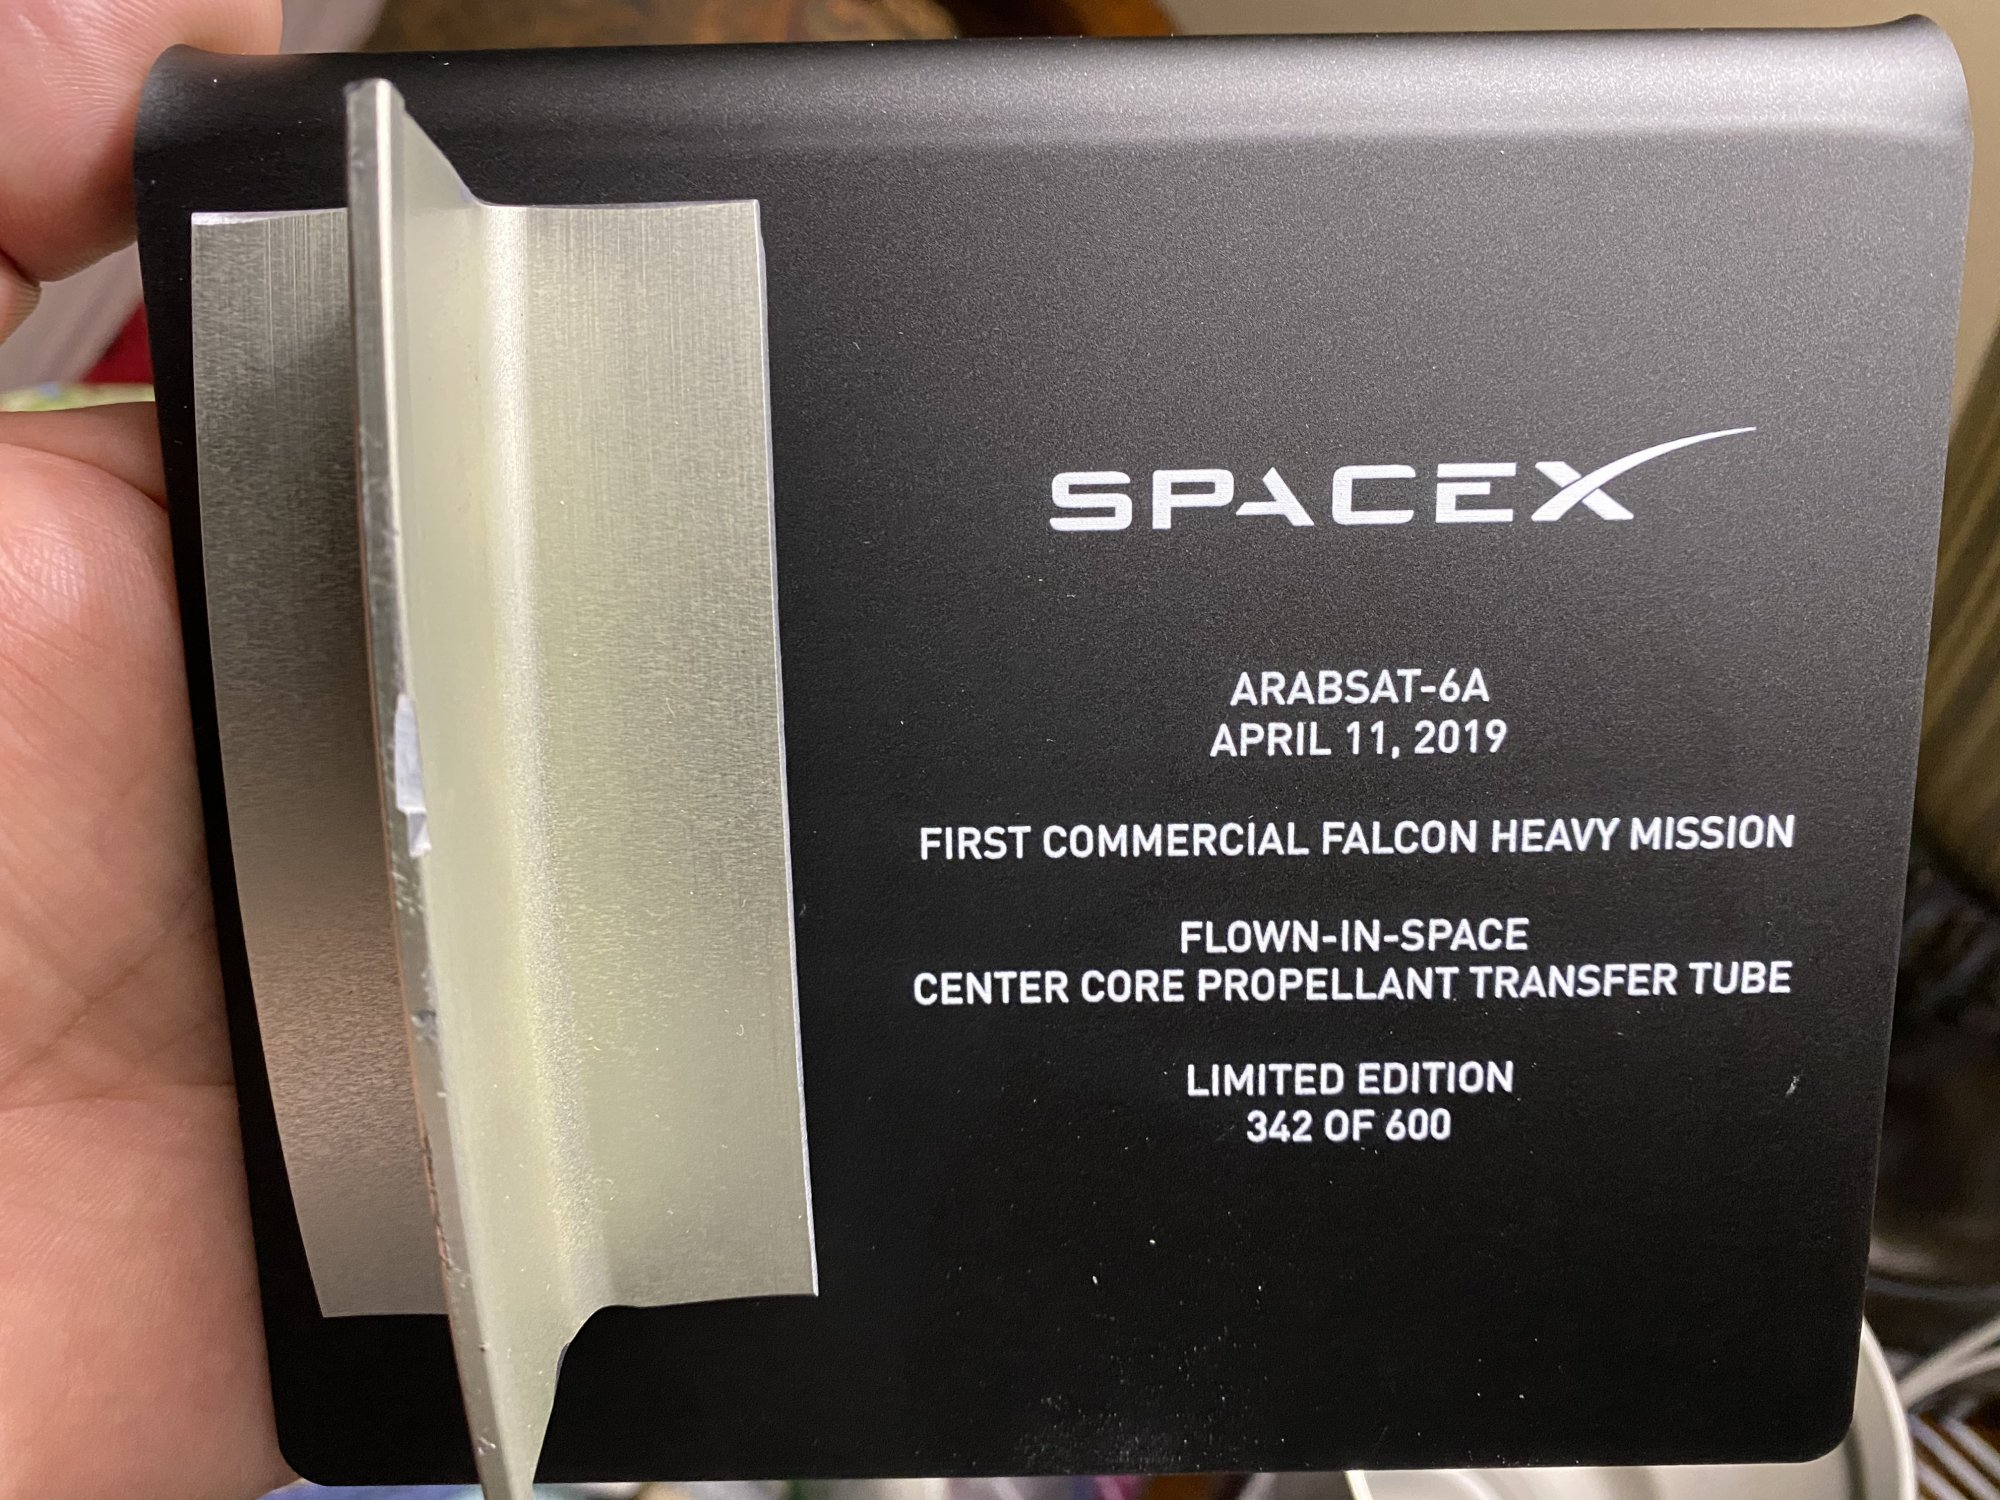 SPACEX
ARABSAT-6A
APRIL 11, 2019
FIRST COMMERCIAL FALCON HEAVY MISSION
FLOWN-IN-SPACE
CENTER CORE PROPELLANT TRANSFER TUBE
LIMITED EDITION
342 OF 600